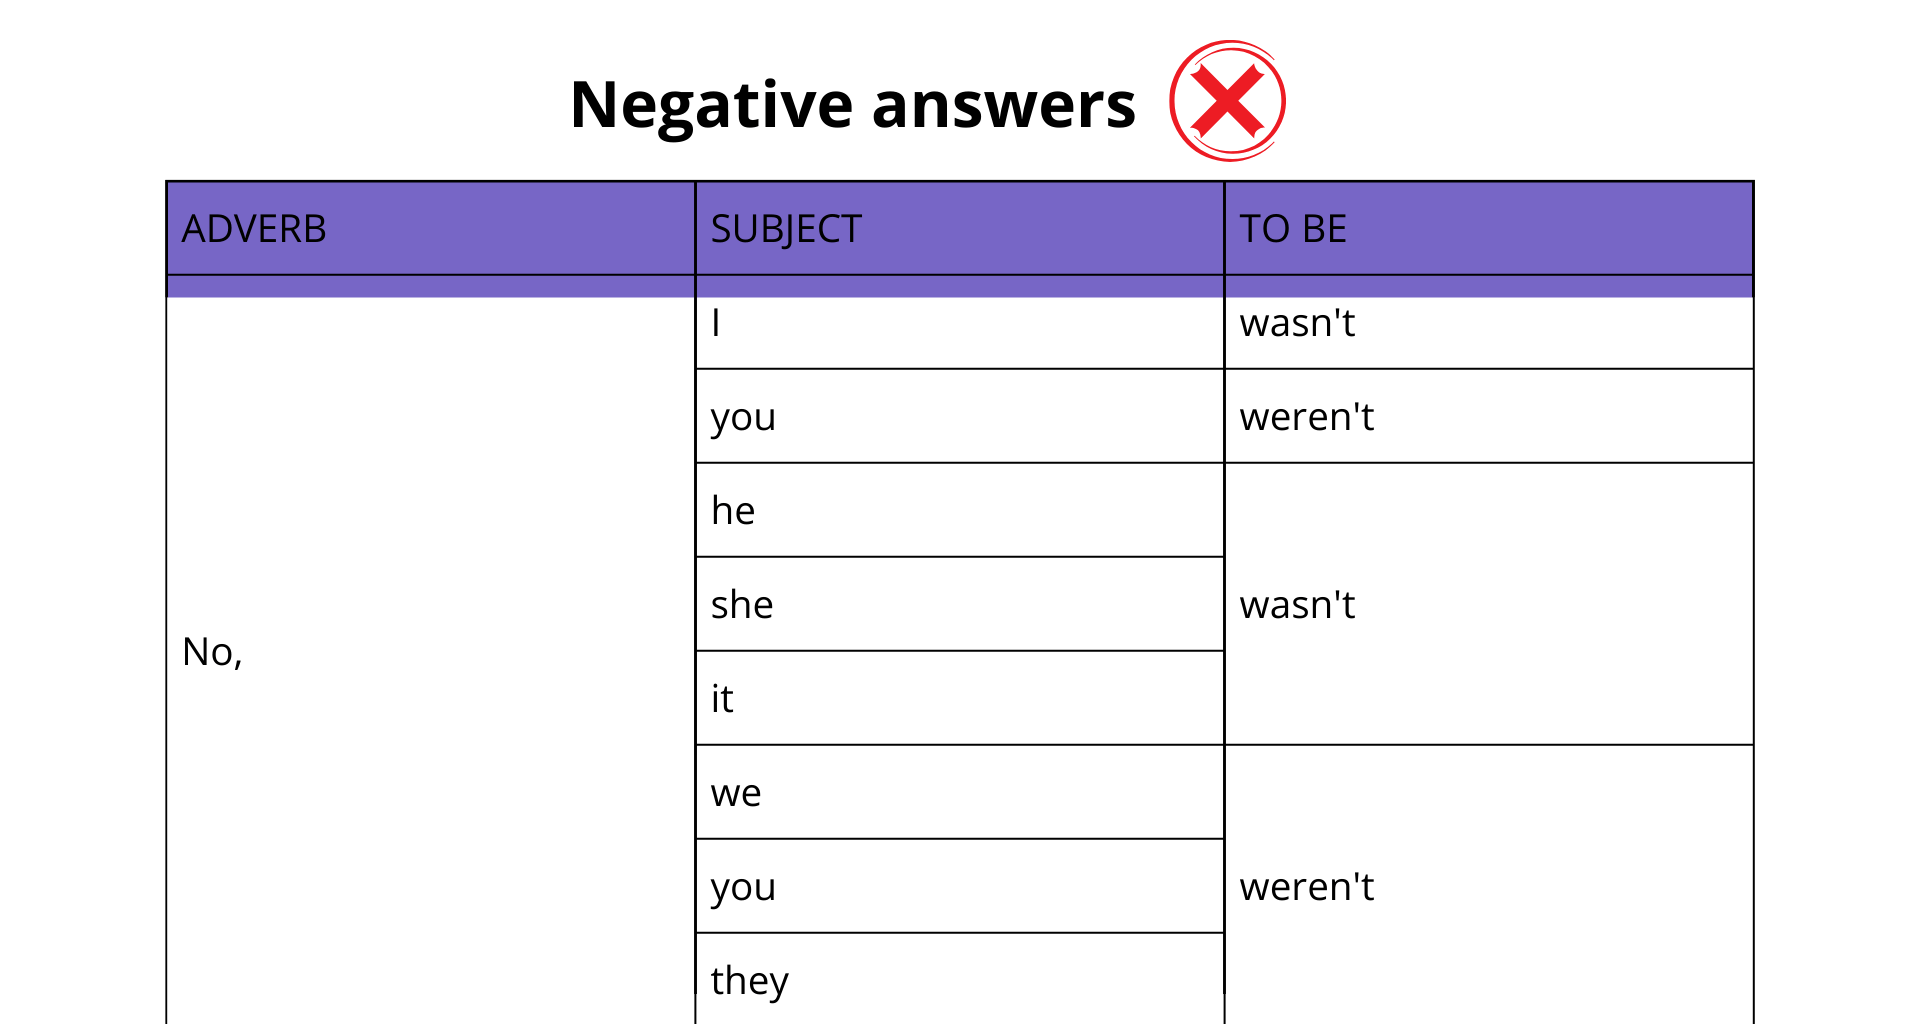 Negative answers
ADVERB SUBJECT TO BE
I wasn't
you weren't
he
she wasn't
No,
it
we
you weren't
they